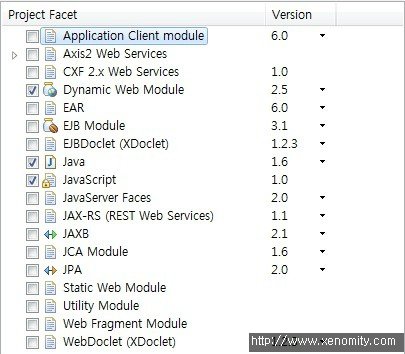 Project Facet Version
Application Client module 6.0
Axis2 Web Services
CXF 2.x Web Services 1.0
Dynamic Web Module 2.5
EAR 6.0
EJB Module 3.1
EJBDoclet (XDoclet) 1.2.3
Java 1.6
JavaScript 1.0
JavaServer Faces 2.0
JAX-RS (REST Web Services) 1.1
JAXB 2.1
JCA Module 1.6
JPA 2.0
Static Web Module
Utility Module
Web Fragment Module
WebDoclet (XDoclet)
http://www.xenomity.com